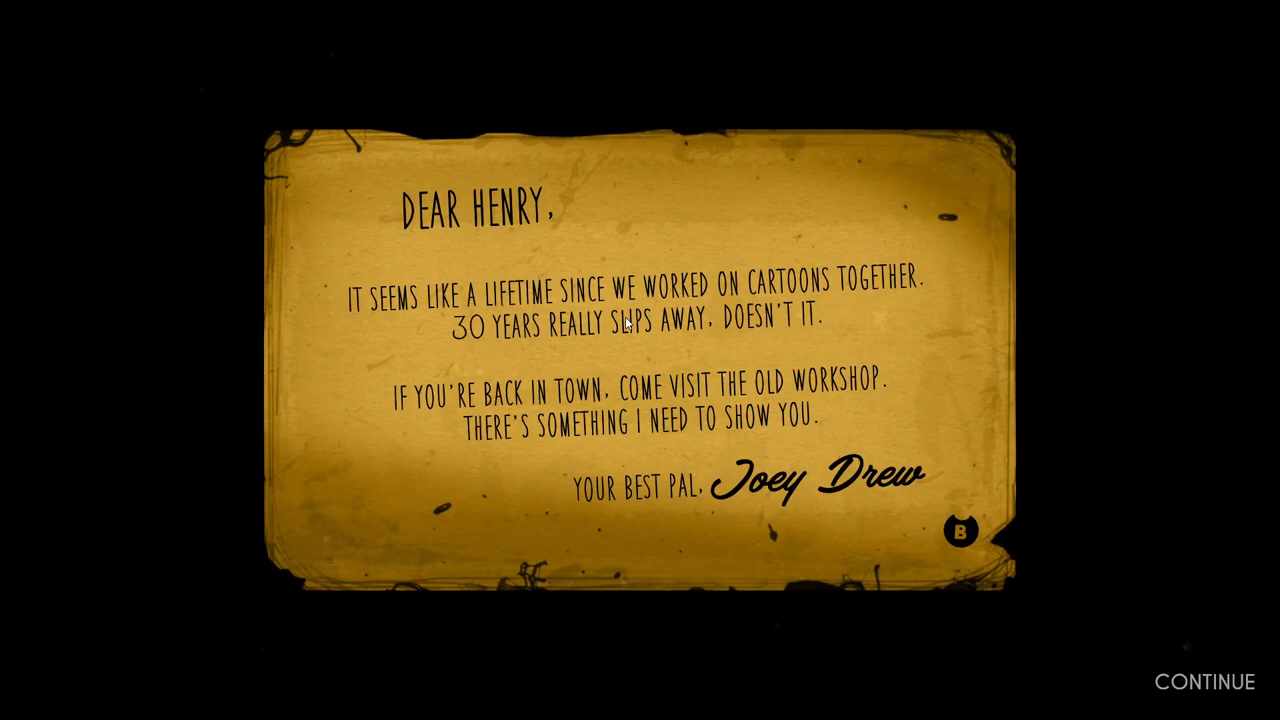 DEAR HENRY,
IT SEEMS LIKE A LIFETIME SINCE WE WORKED ON CARTOONS TOGETHER.
30 YEARS REALLY SLIPS AWAY, DOESN'T IT.
IF YOU'RE BACK IN TOWN, COME VISIT THE OLD WORKSHOP.
THERE'S SOMETHING I NEED TO SHOW YOU.
YOUR BEST PAL, Joey Drew
B
CONTINUE